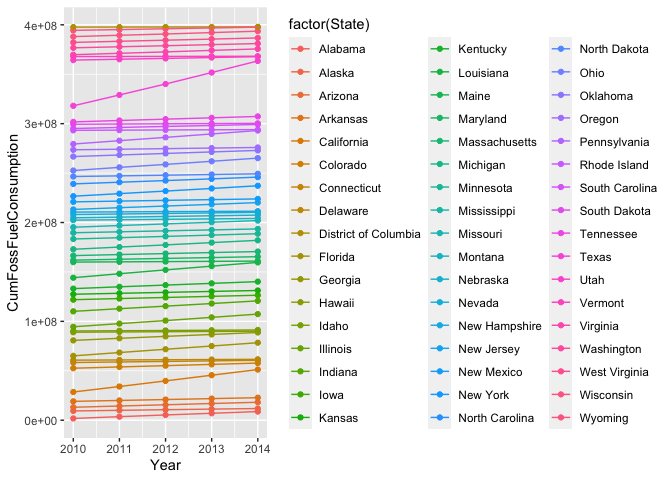 factor(State)
Alabama
Alaska
Arizona
Arkansas
California
Colorado
Connecticut
Delaware
District of Columbia
Florida
Georgia
Hawaii
Idaho
Illinois
Indiana
Iowa
Kansas
Kentucky
Louisiana
Maine
Maryland
Massachusetts
Michigan
Minnesota
Mississippi
Missouri
Montana
Nebraska
Nevada
New Hampshire
New Jersey
New Mexico
New York
North Carolina
North Dakota
Ohio
Oklahoma
Oregon
Pennsylvania
Rhode Island
South Carolina
South Dakota
Tennessee
Texas
Utah
Vermont
Virginia
Washington
West Virginia
Wisconsin
Wyoming
CumFossFuelConsumption
4e+08
3e+08
2e+08
1e+08
0e+00
2010 2011 2012 2013 2014
Year